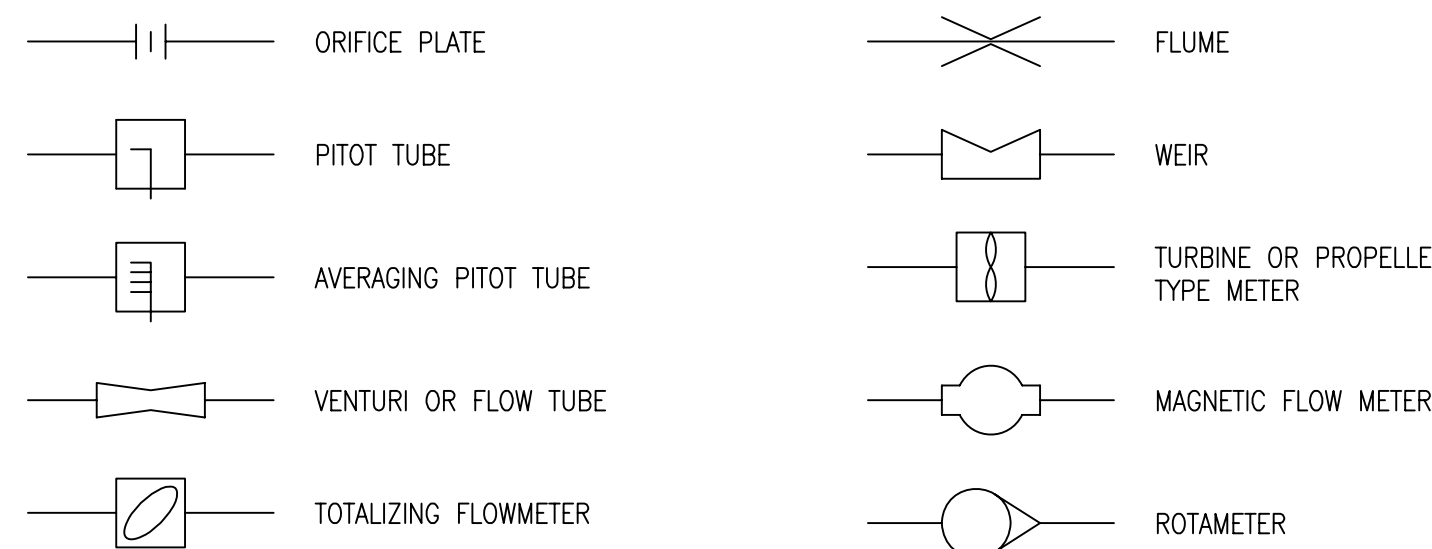 ORIFICE PLATE
PITOT TUBE
AVERAGING PITOT TUBE
VENTURI OR FLOW TUBE
TOTALIZING FLOWMETER
FLUME
WEIR
TURBINE OR PROPELLE
TYPE METER
MAGNETIC FLOW METER
ROTAMETER